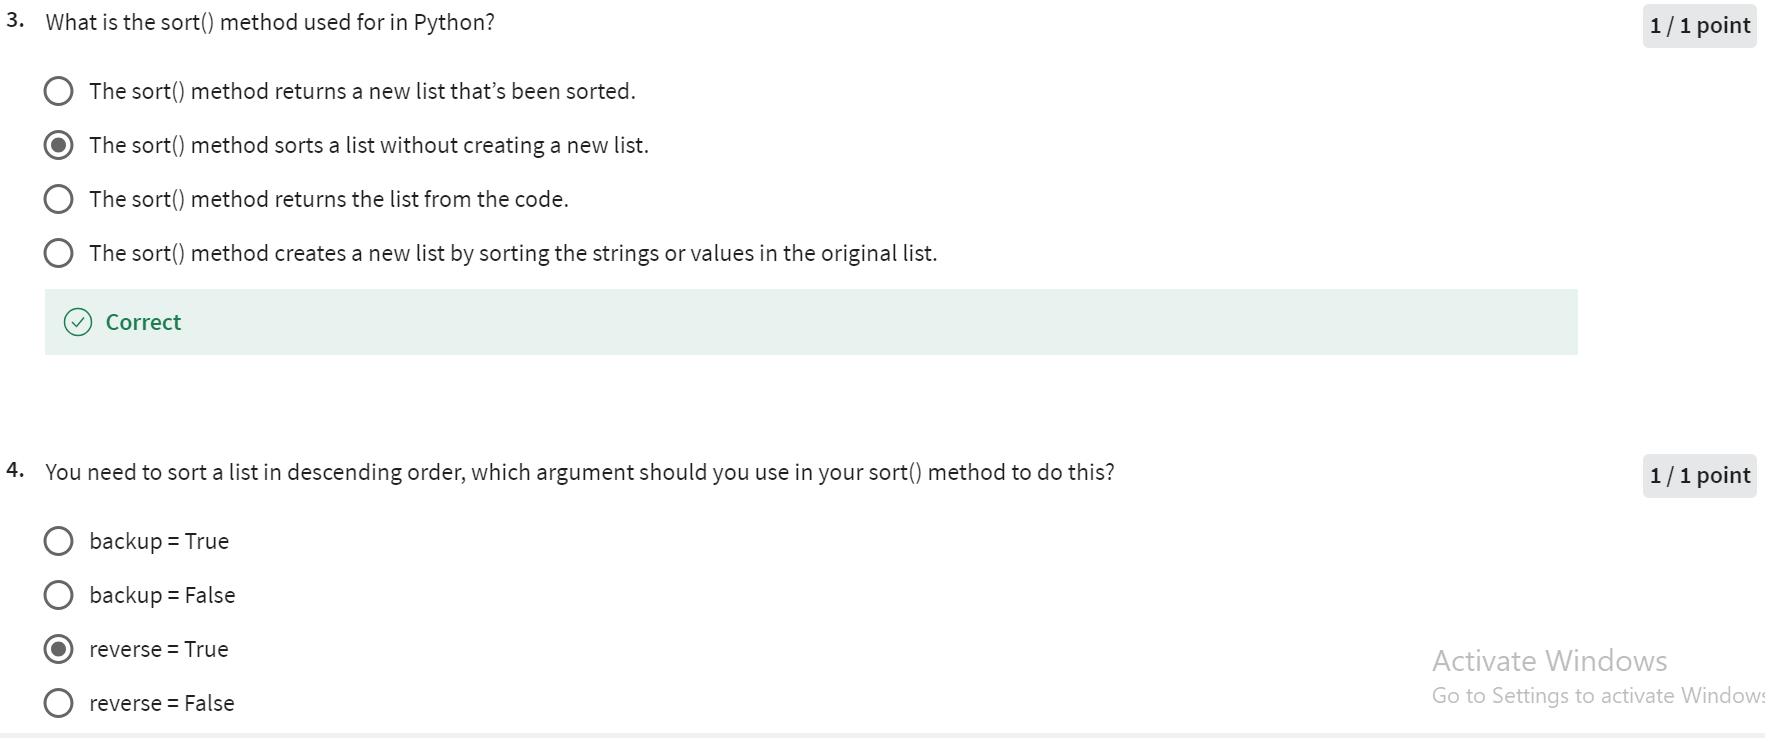 3. What is the sort() method used for in Python?
1 / 1 point
The sort() method returns a new list that’s been sorted.
The sort() method sorts a list without creating a new list.
The sort() method returns the list from the code.
The sort() method creates a new list by sorting the strings or values in the original list.
Correct
4. You need to sort a list in descending order, which argument should you use in your sort() method to do this?
1 / 1 point
backup = True
backup = False
reverse = True
reverse = False
Activate Windows
Go to Settings to activate Windows